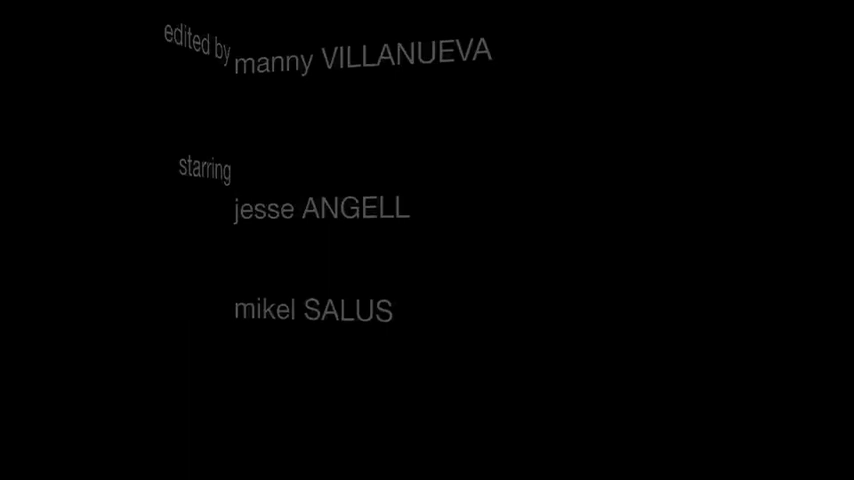 edited by manny VILLANUEVA
starring
jesse ANGELL
mikel SALUS